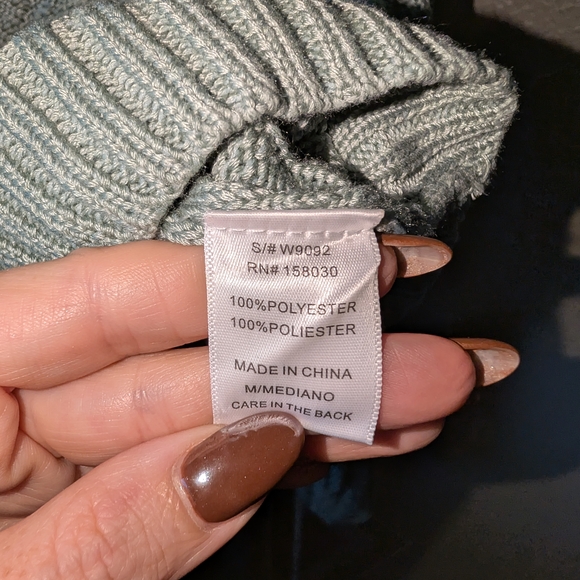 S/# W9092
RN# 158030
100%POLYESTER
100%POLIESTER
MADE IN CHINA
M/MEDIANO
CARE IN THE BACK